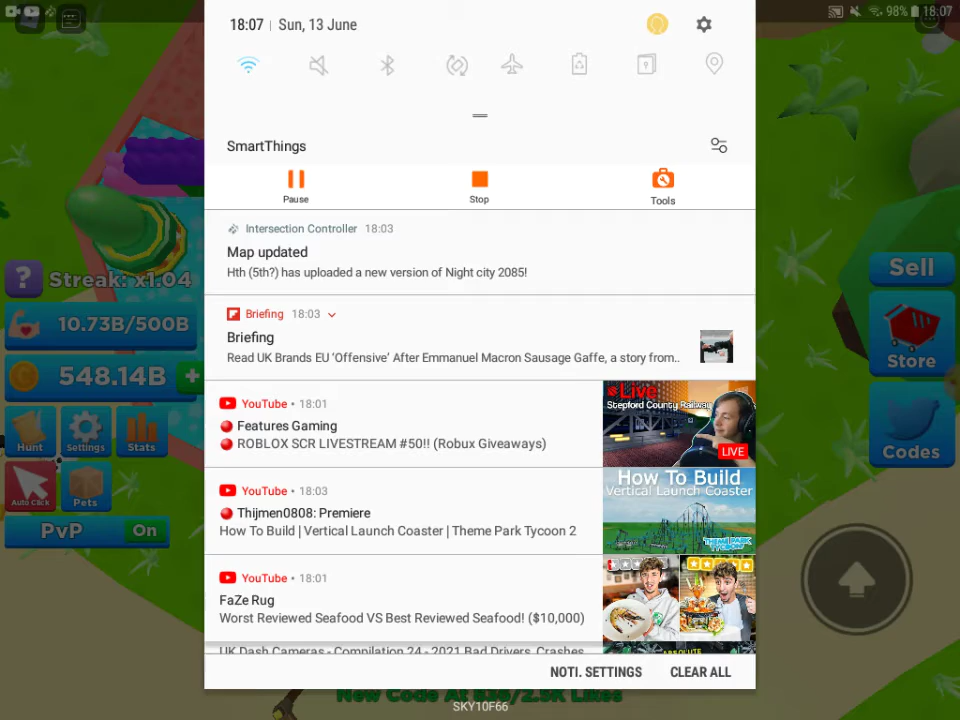 98% 18:07
18:07 Sun, 13 June
SmartThings
Pause
Stop
Tools
Intersection Controller 18:03
Map updated
Hth (5th?) has uploaded a new version of Night city 2085!
Briefing 18:03
Briefing
Read UK Brands EU ‘Offensive’ After Emmanuel Macron Sausage Gaffe, a story from..
YouTube • 18:01
Features Gaming
ROBLOX SCR LIVESTREAM #50!! (Robux Giveaways)
Live
Stepford County Railway
LIVE
YouTube • 18:03
Thijmen0808: Premiere
How To Build | Vertical Launch Coaster | Theme Park Tycoon 2
How To Build
Vertical Launch Coaster
THEME PARK
TYCOON
YouTube • 18:01
FaZe Rug
Worst Reviewed Seafood VS Best Reviewed Seafood! ($10,000)
UK Dash Cameras - Compilation 24 - 2021 Bad Drivers, Crashes
ABSOLUTE
NOTI. SETTINGS
CLEAR ALL
SKY10F66
?
Streak: x1.04
10.73B/500B
548.14B +
Hunt
Settings
Stats
Auto Click
Pets
PvP On
Sell
Store
Codes
New Code At
Likes